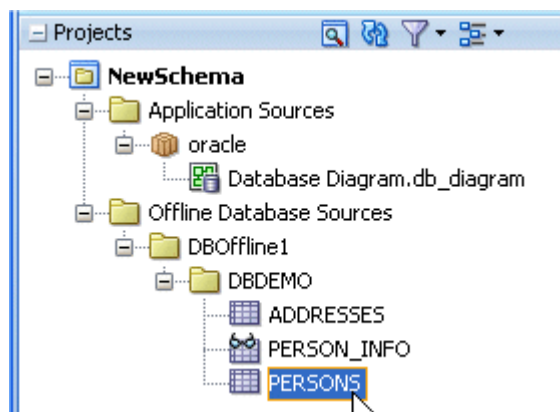 Projects
NewSchema
Application Sources
oracle
Database Diagram.db_diagram
Offline Database Sources
DBOffline1
DBDEMO
ADDRESSES
PERSON_INFO
PERSONS